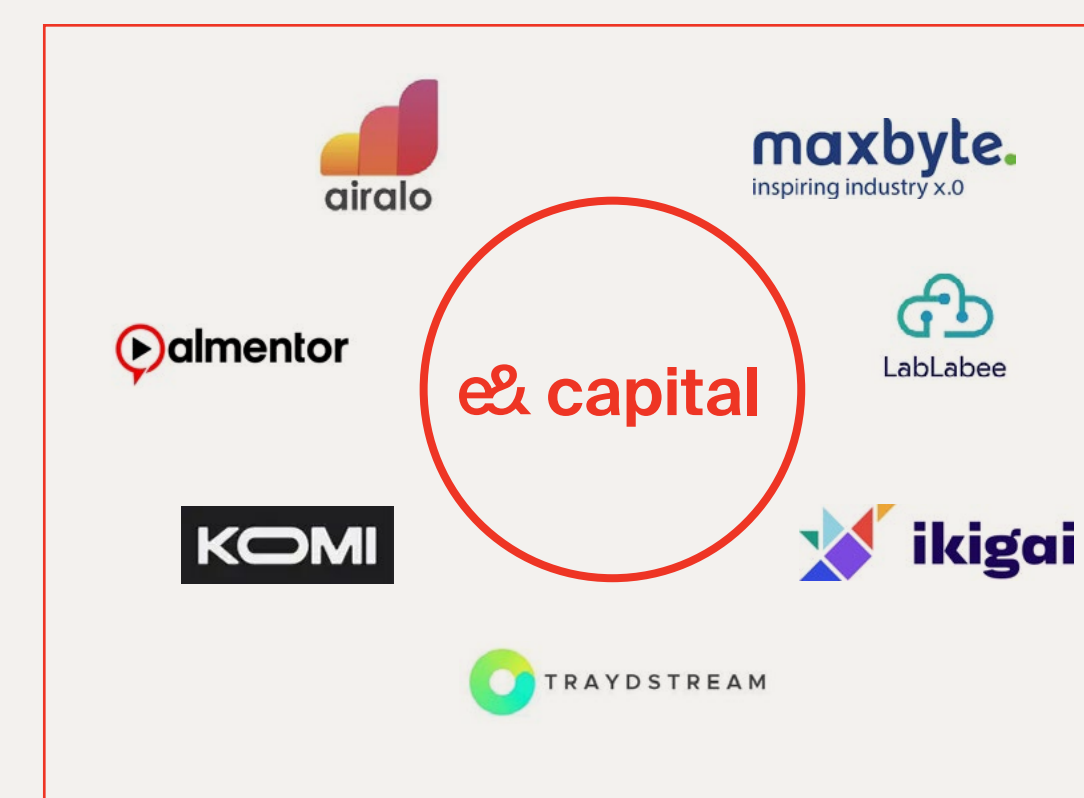 airalo
maxbyte.
inspiring industry x.0
almentor
LabLabee
e& capital
KOMI
ikigai
TRAYDSTREAM